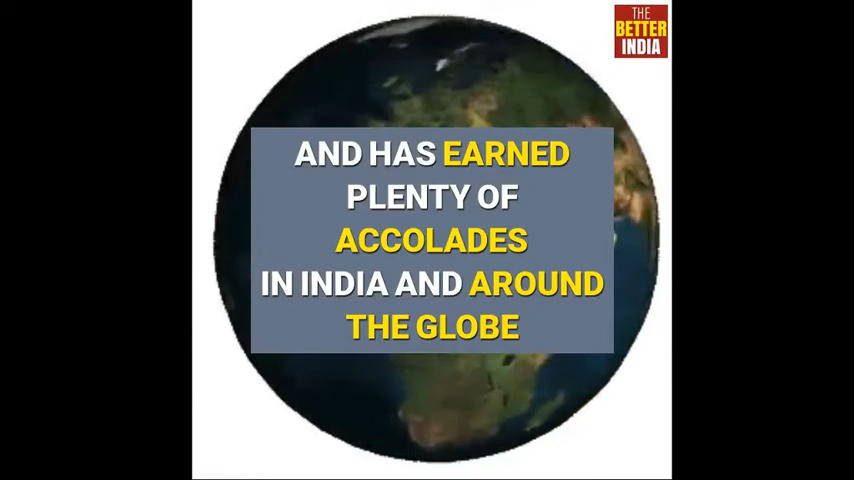 THE
BETTER
INDIA
AND HAS EARNED
PLENTY OF
ACCOLADES
IN INDIA AND AROUND
THE GLOBE